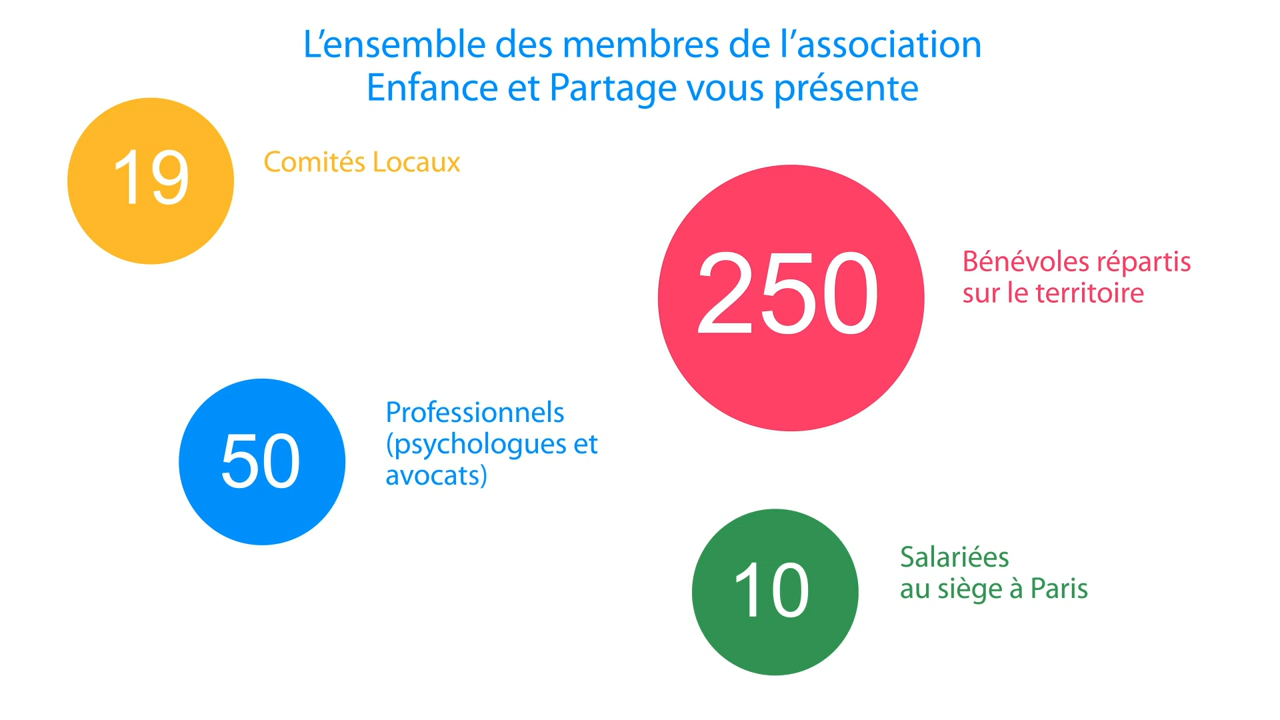 L’ensemble des membres de l’association
Enfance et Partage vous présente
19
Comités Locaux
250
Bénévoles répartis
sur le territoire
50
Professionnels
(psychologues et
avocats)
10
Salariées
au siège à Paris